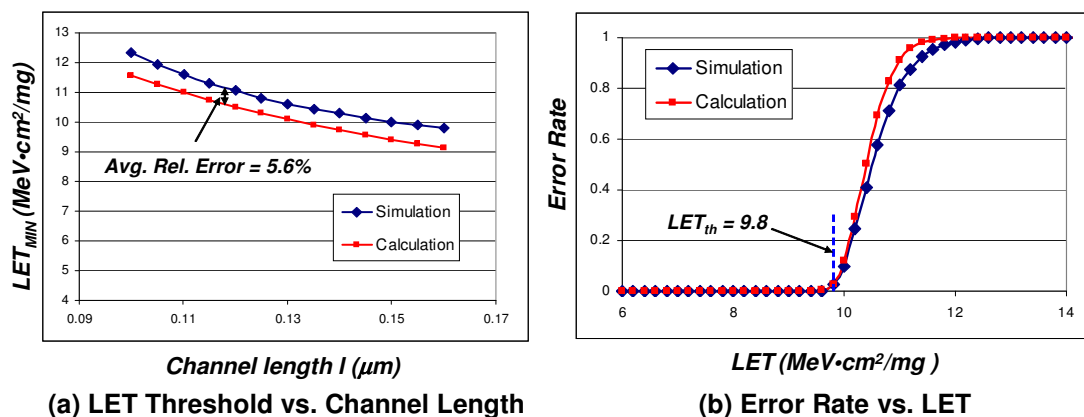 13
12
11
10
9
8
7
6
5
4
0.09
0.11
0.13
0.15
0.17
LET_MIN (MeV•cm²/mg)
Avg. Rel. Error = 5.6%
Simulation
Calculation
Channel length l (μm)
(a) LET Threshold vs. Channel Length
1
0.8
0.6
0.4
0.2
0
6
8
10
12
14
Error Rate
Simulation
Calculation
LET_th = 9.8
LET (MeV•cm²/mg )
(b) Error Rate vs. LET